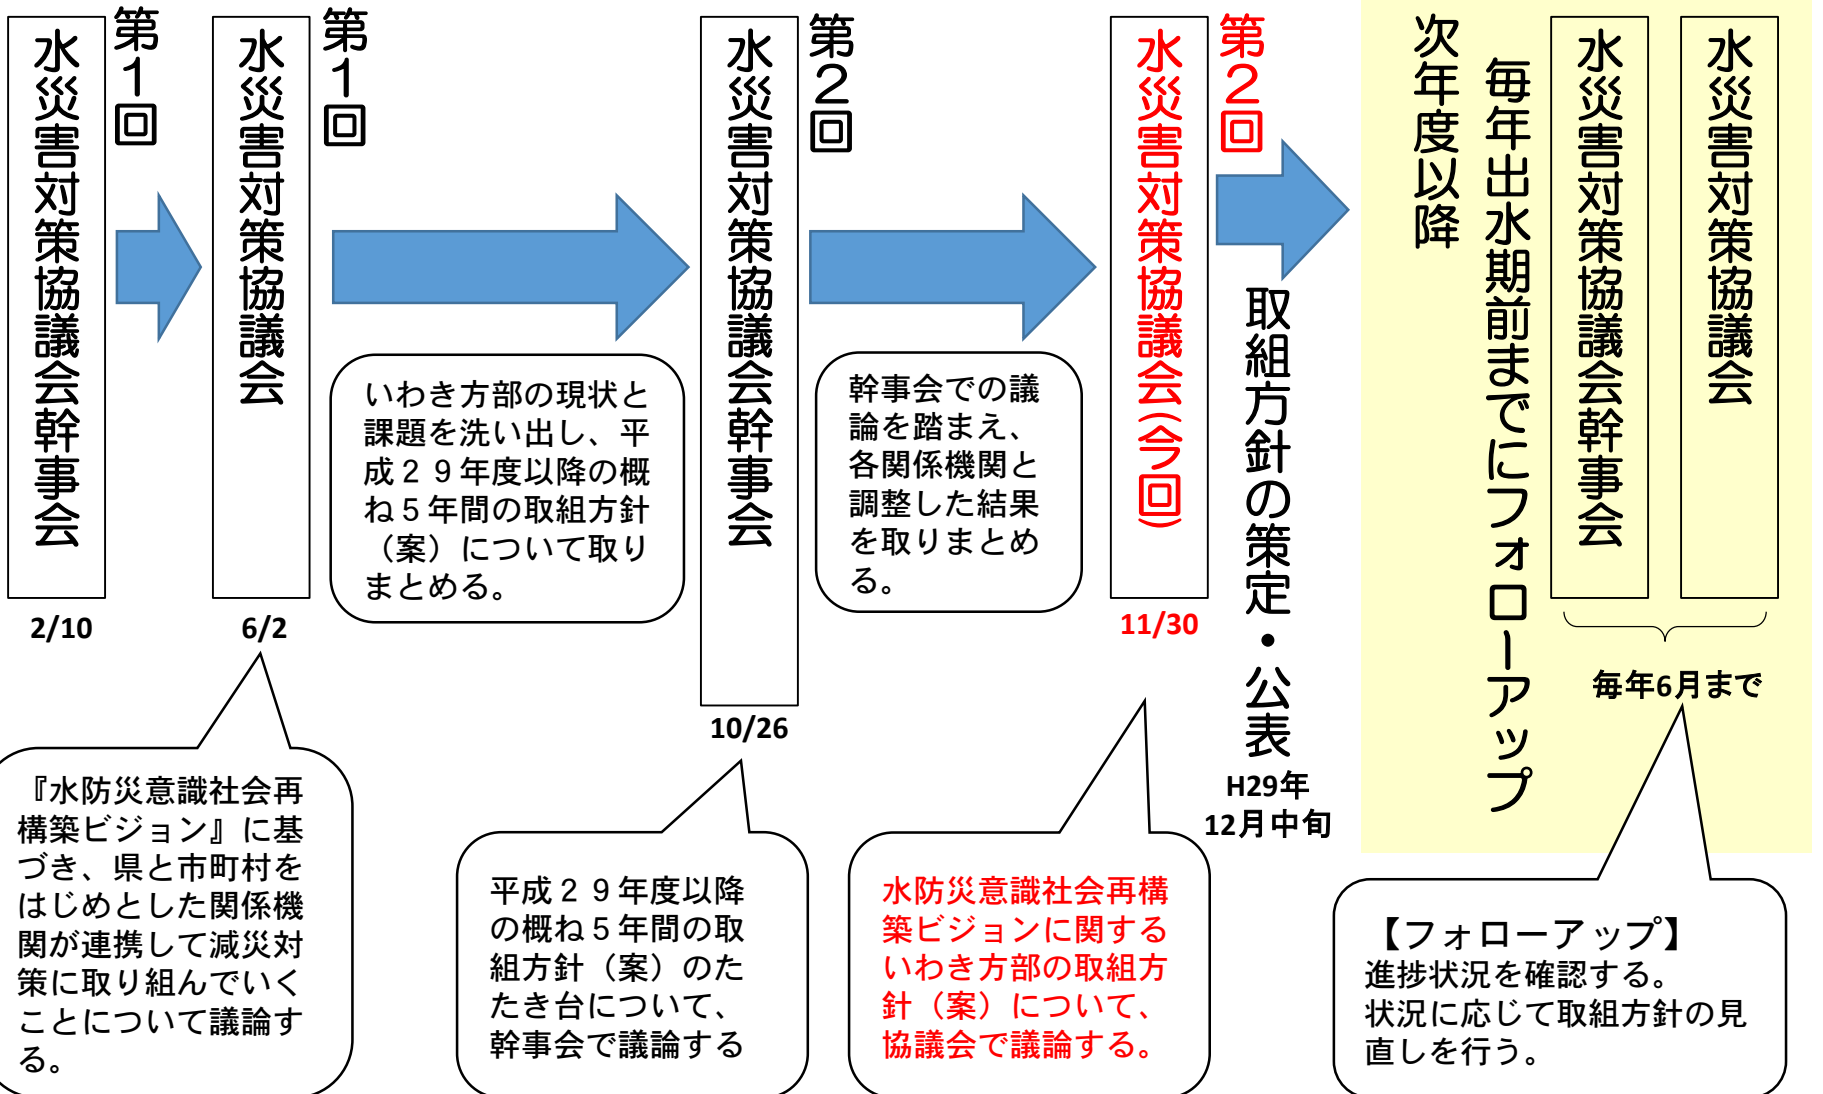 第1回
水災害対策協議会幹事会
2/10
第1回
水災害対策協議会
6/2
『水防災意識社会再
構築ビジョン』に基
づき、県と市町村を
はじめとした関係機
関が連携して減災対
策に取り組んでいく
ことについて議論す
る。
いわき方部の現状と
課題を洗い出し、平
成２９年度以降の概
ね５年間の取組方針
（案）について取り
まとめる。
第2回
水災害対策協議会幹事会
10/26
平成２９年度以降
の概ね５年間の取
組方針（案）のた
たき台について、
幹事会で議論する
幹事会での議
論を踏まえ、
各関係機関と
調整した結果
を取りまとめ
る。
第2回
水災害対策協議会(今回)
11/30
水防災意識社会再構
築ビジョンに関する
いわき方部の取組方
針（案）について、
協議会で議論する。
取組方針の策定・公表
H29年
12月中旬
次年度以降
毎年出水期前までにフォローアップ
水災害対策協議会幹事会
水災害対策協議会
毎年6月まで
【フォローアップ】
進捗状況を確認する。
状況に応じて取組方針の見
直しを行う。